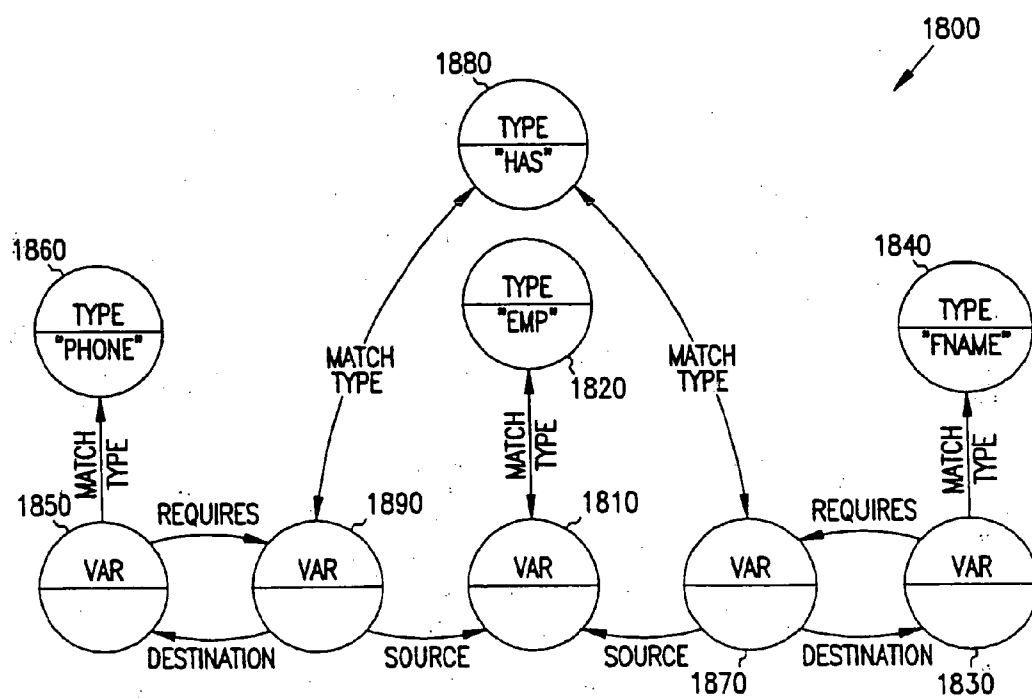 1800
1880
TYPE
"HAS"
1860
TYPE
"PHONE"
TYPE
"EMP"
1820
1840
TYPE
"FNAME"
MATCH
TYPE
MATCH
TYPE
MATCH
TYPE
MATCH
TYPE
MATCH
TYPE
1850
VAR
REQUIRES
1890
VAR
1810
VAR
VAR
REQUIRES
VAR
DESTINATION
SOURCE
SOURCE
1870
DESTINATION
1830